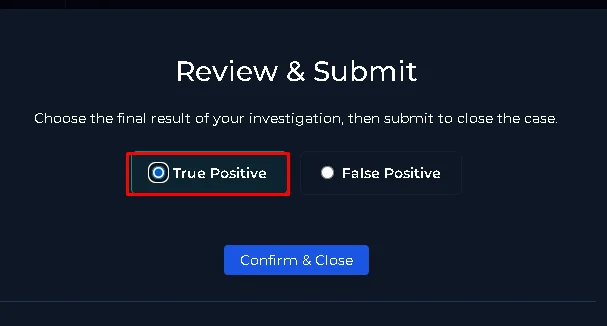 Review & Submit
Choose the final result of your investigation, then submit to close the case.
True Positive False Positive
Confirm & Close